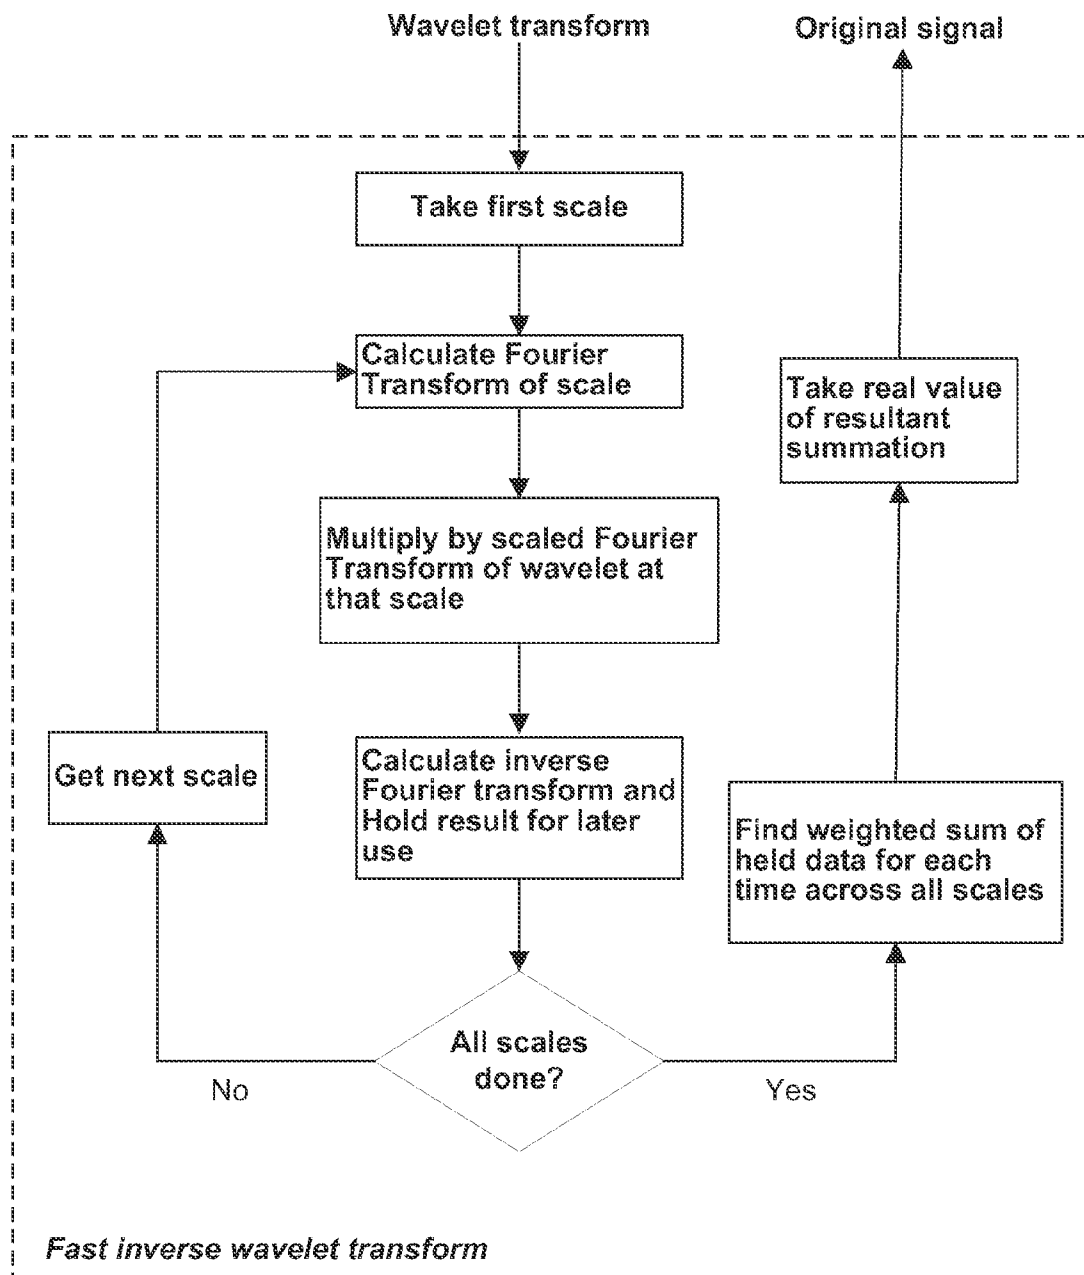 Wavelet transform
Original signal
Take first scale
Calculate Fourier
Transform of scale
Take real value
of resultant
summation
Multiply by scaled Fourier
Transform of wavelet at
that scale
Get next scale
Calculate inverse
Fourier transform and
Hold result for later
use
Find weighted sum of
held data for each
time across all scales
All scales
done?
No
Yes
Fast inverse wavelet transform